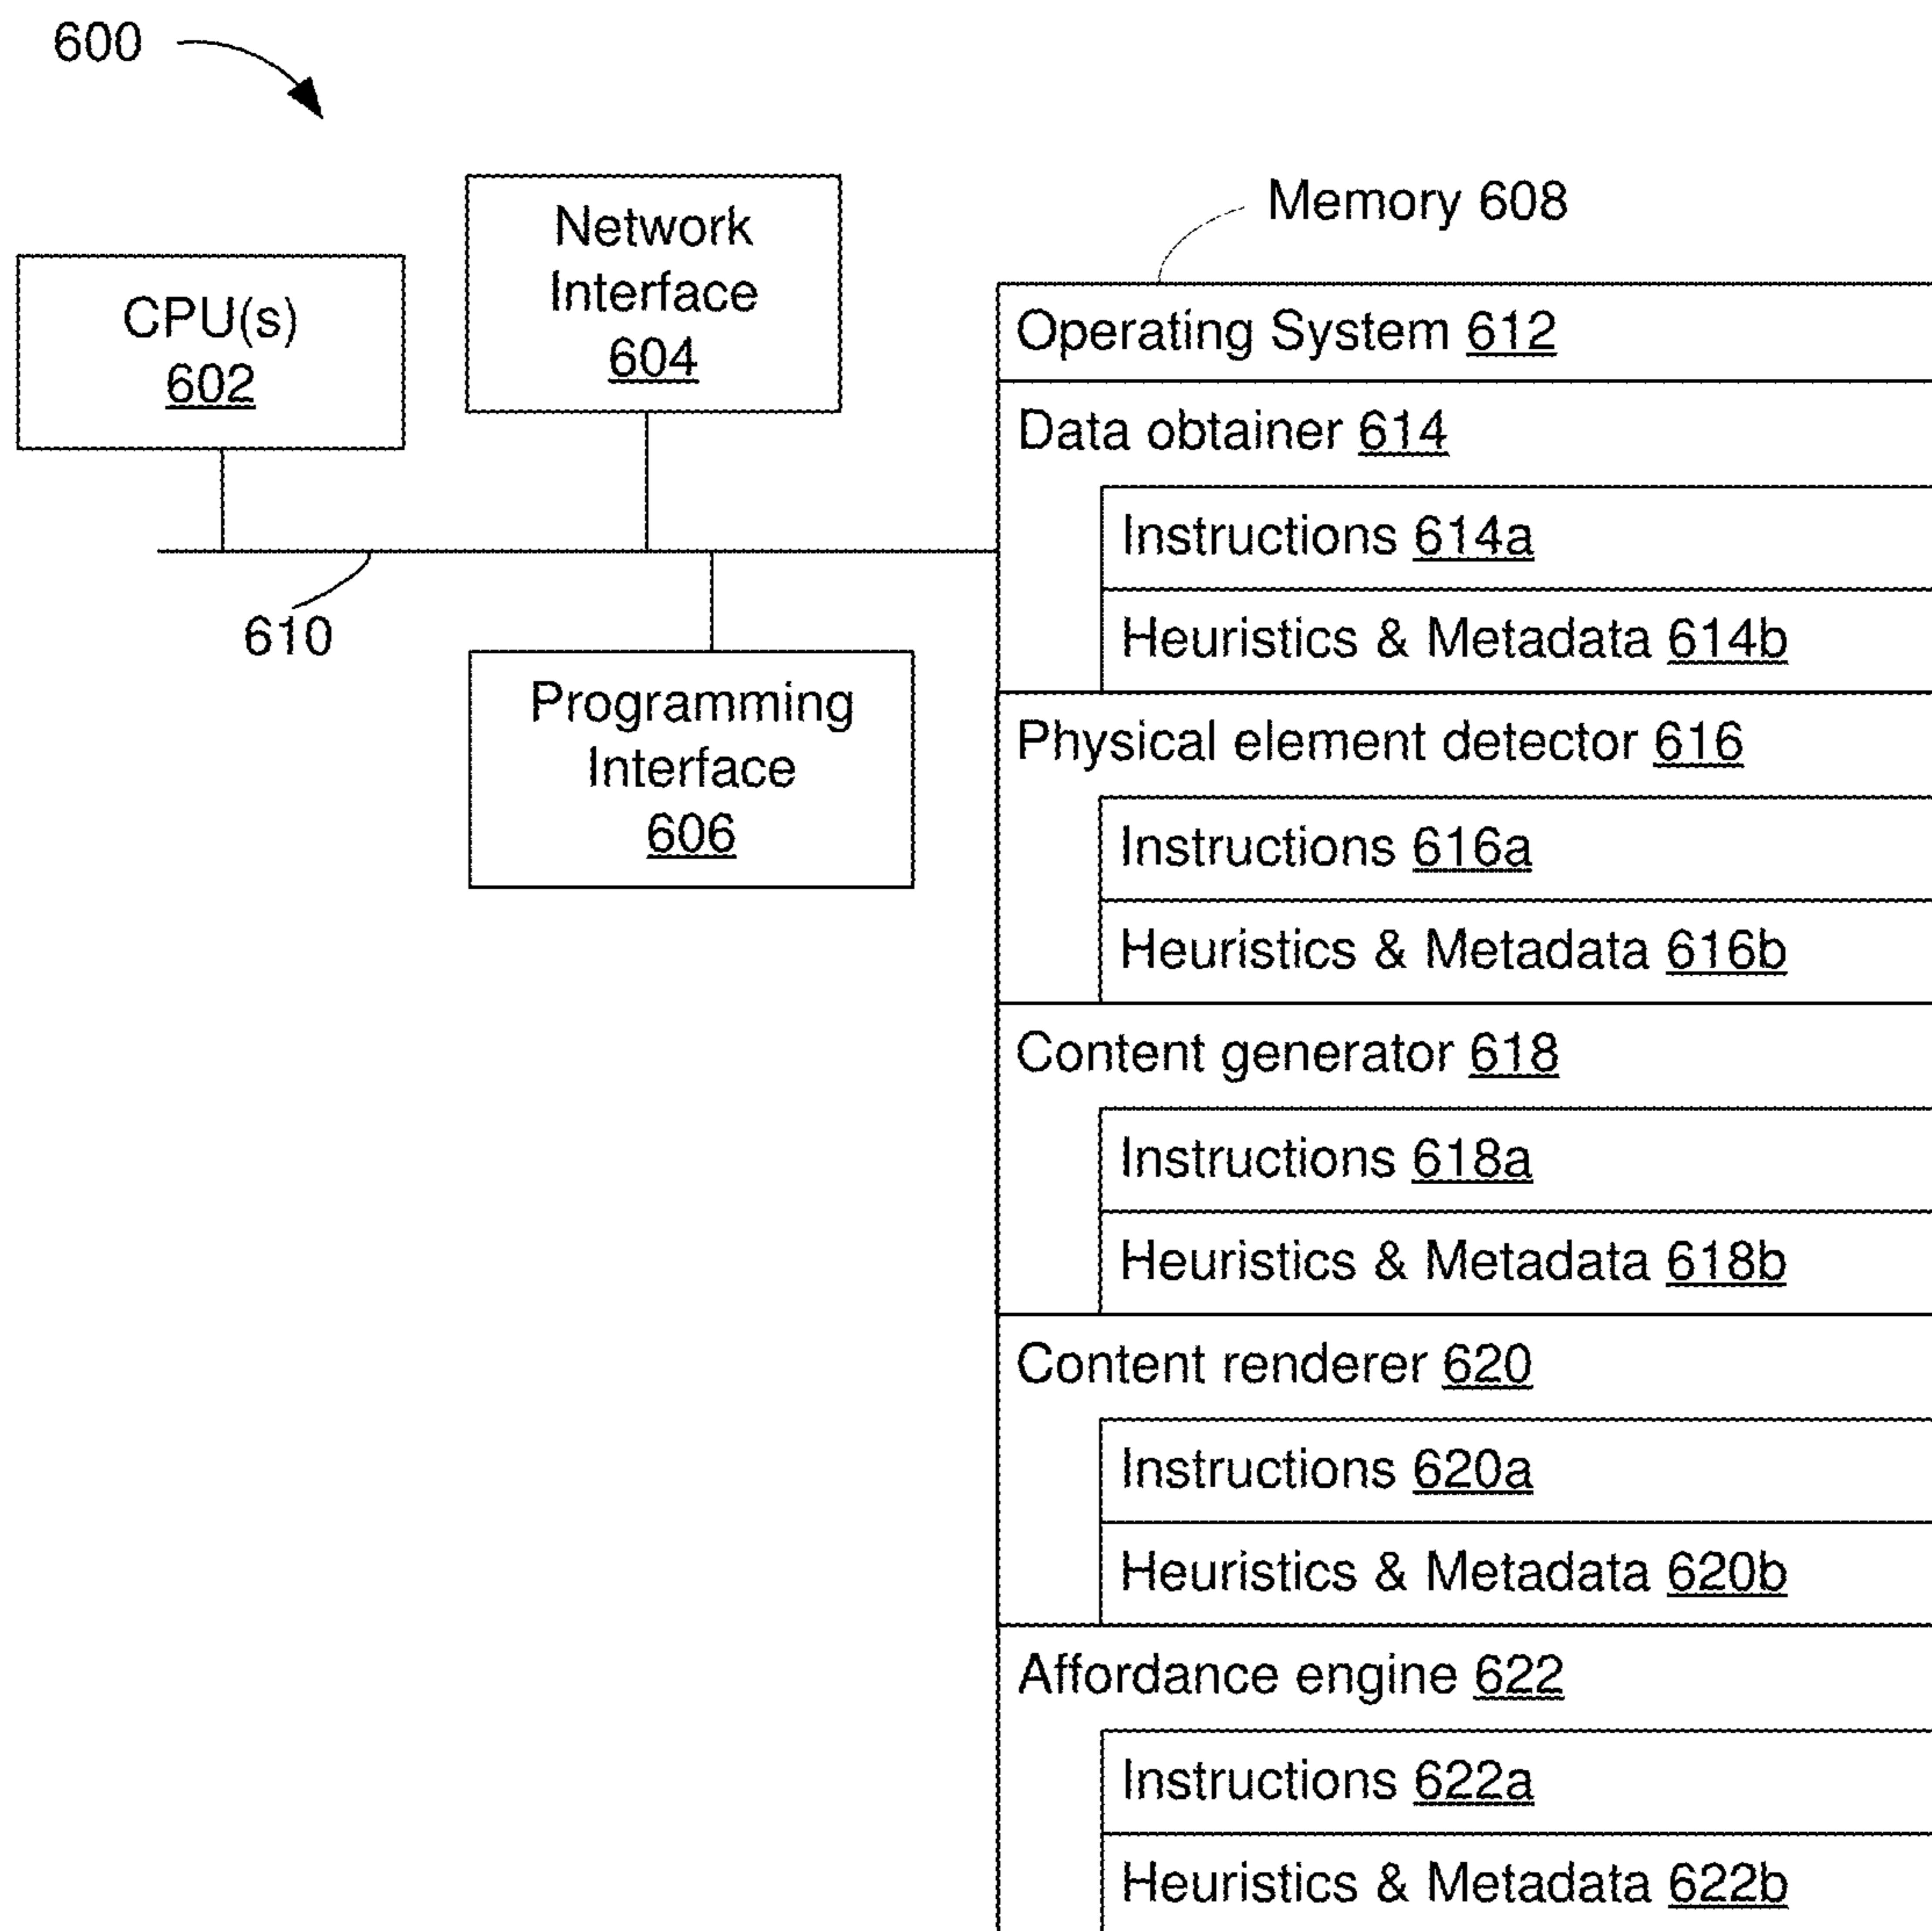 600
CPU(s)
602
Network
Interface
604
610
Programming
Interface
606
Memory 608
Operating System 612
Data obtainer 614
Instructions 614a
Heuristics & Metadata 614b
Physical element detector 616
Instructions 616a
Heuristics & Metadata 616b
Content generator 618
Instructions 618a
Heuristics & Metadata 618b
Content renderer 620
Instructions 620a
Heuristics & Metadata 620b
Affordance engine 622
Instructions 622a
Heuristics & Metadata 622b